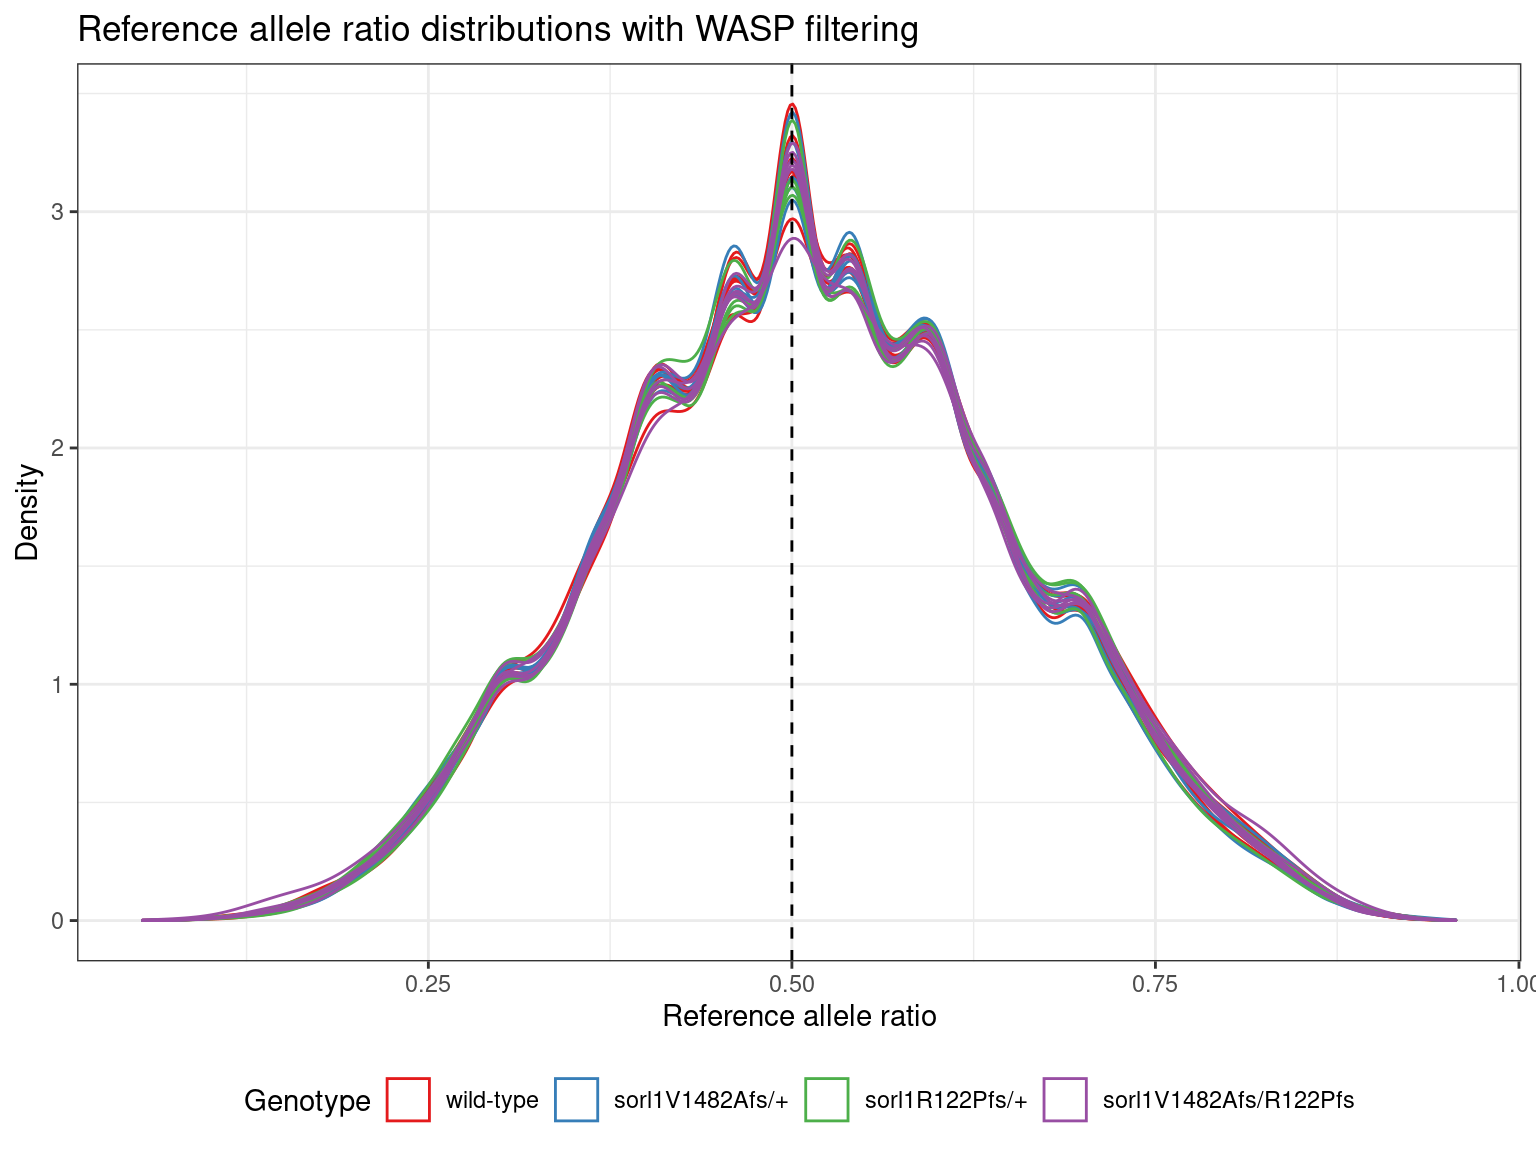 Reference allele ratio distributions with WASP filtering
Density
3
2
1
0
0.25 0.50 0.75 1.00
Reference allele ratio
Genotype wild-type sorl1V1482Afs/+ sorl1R122Pfs/+ sorl1V1482Afs/R122Pfs